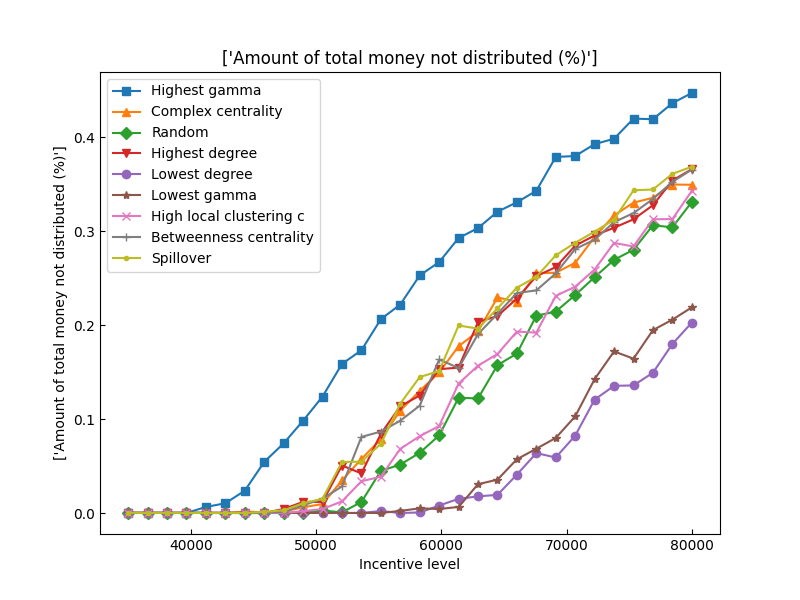 ['Amount of total money not distributed (%)']
['Amount of total money not distributed (%)']
Highest gamma
Complex centrality
Random
Highest degree
Lowest degree
Lowest gamma
High local clustering c
Betweenness centrality
Spillover
0.4
0.3
0.2
0.1
0.0
40000 50000 60000 70000 80000
Incentive level